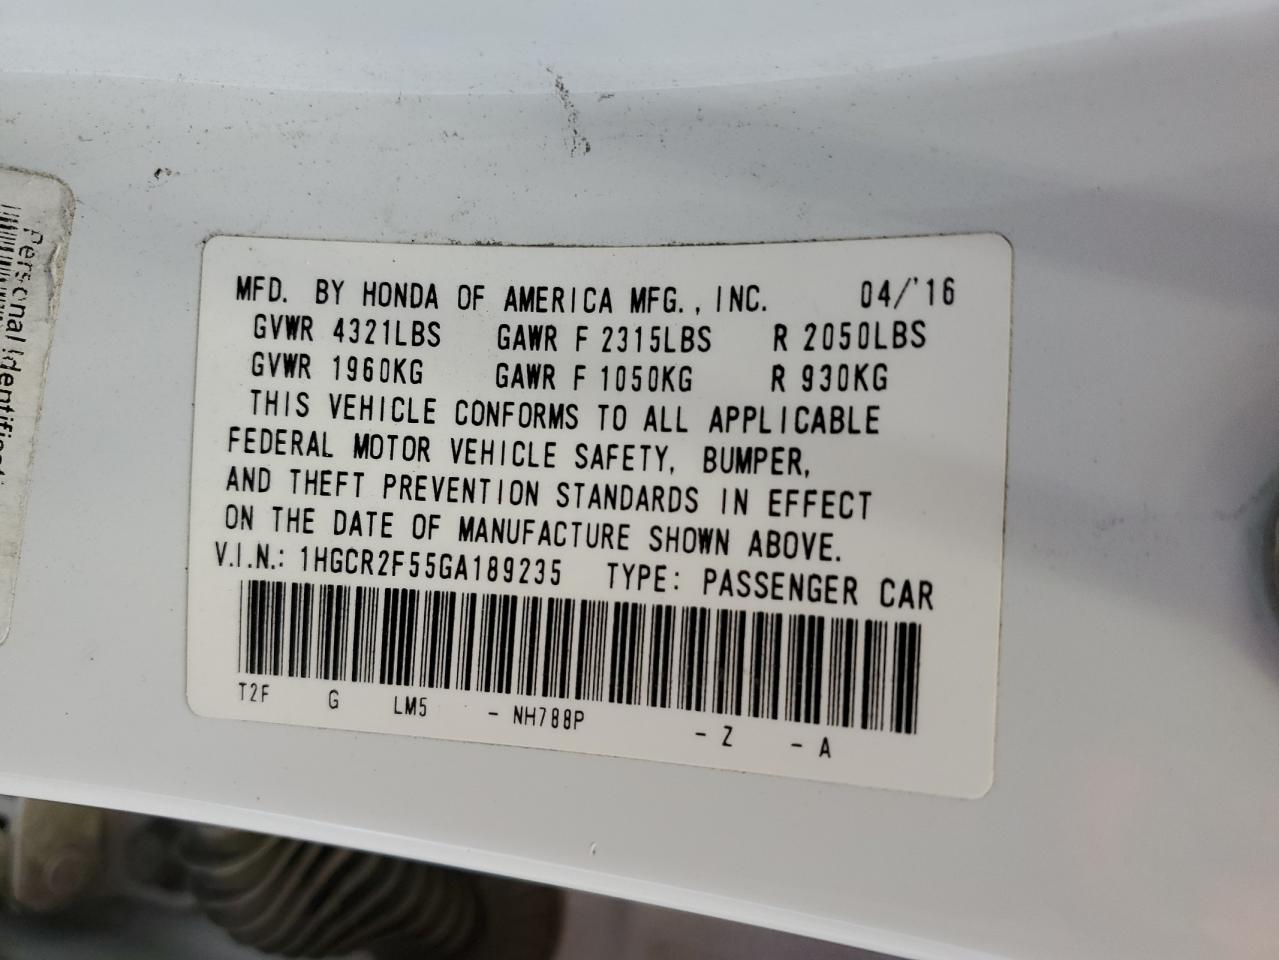 MFD. BY HONDA OF AMERICA MFG., INC. 04/'16
GVWR 4321LBS GAWR F 2315LBS R 2050LBS
GVWR 1960KG GAWR F 1050KG R 930KG
THIS VEHICLE CONFORMS TO ALL APPLICABLE
FEDERAL MOTOR VEHICLE SAFETY, BUMPER,
AND THEFT PREVENTION STANDARDS IN EFFECT
ON THE DATE OF MANUFACTURE SHOWN ABOVE.
V.I.N.: 1HGCR2F55GA189235 TYPE: PASSENGER CAR
T2F G LM5 - NH788P - Z - A
Personal